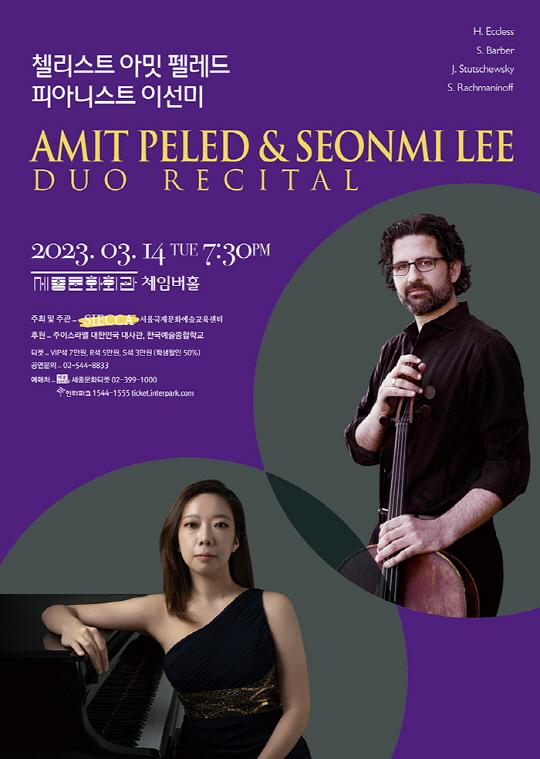 H. Eccless
S. Barber
J. Stutschewsky
S. Rachmaninoff
첼리스트 아밋 펠레드
피아니스트 이선미
AMIT PELED & SEONMI LEE
DUO RECITAL
2023. 03. 14 TUE 7:30PM
세종문화회관 체임버홀
주최 및 주관_ SIECCA 서울국제문화예술교육센터
후원_ 주이스라엘 대한민국 대사관, 한국예술종합학교
티켓_ VIP석 7만원, R석 5만원, S석 3만원 (학생할인 50%)
공연문의_ 02-544-8833
예매처_ 세종문화티켓 02-399-1000
인터파크 1544-1555 ticket.interpark.com